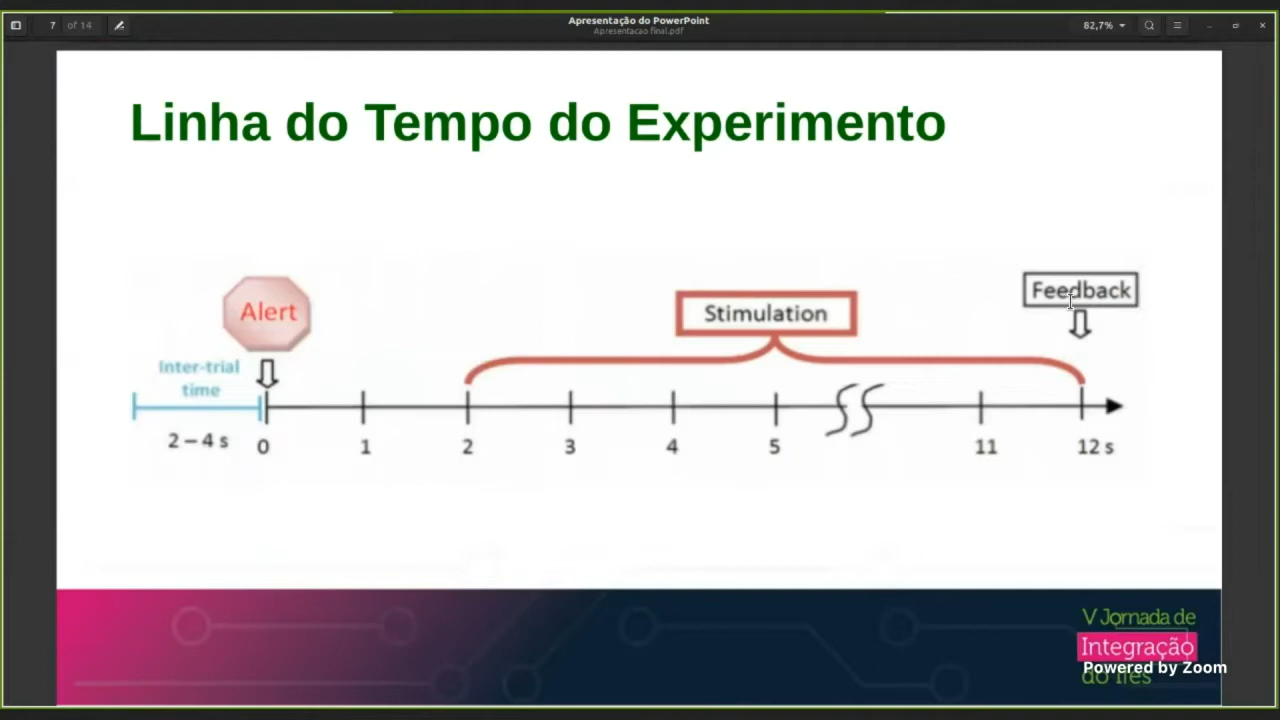 7 of 14
Apresentação do PowerPoint
Apresentacao final.pdf
82,7%
Linha do Tempo do Experimento
Alert
Stimulation
Feedback
Inter-trial
time
2 – 4 s
0
1
2
3
4
5
11
12 s
V Jornada de
Integração
Powered by Zoom
do Ifes